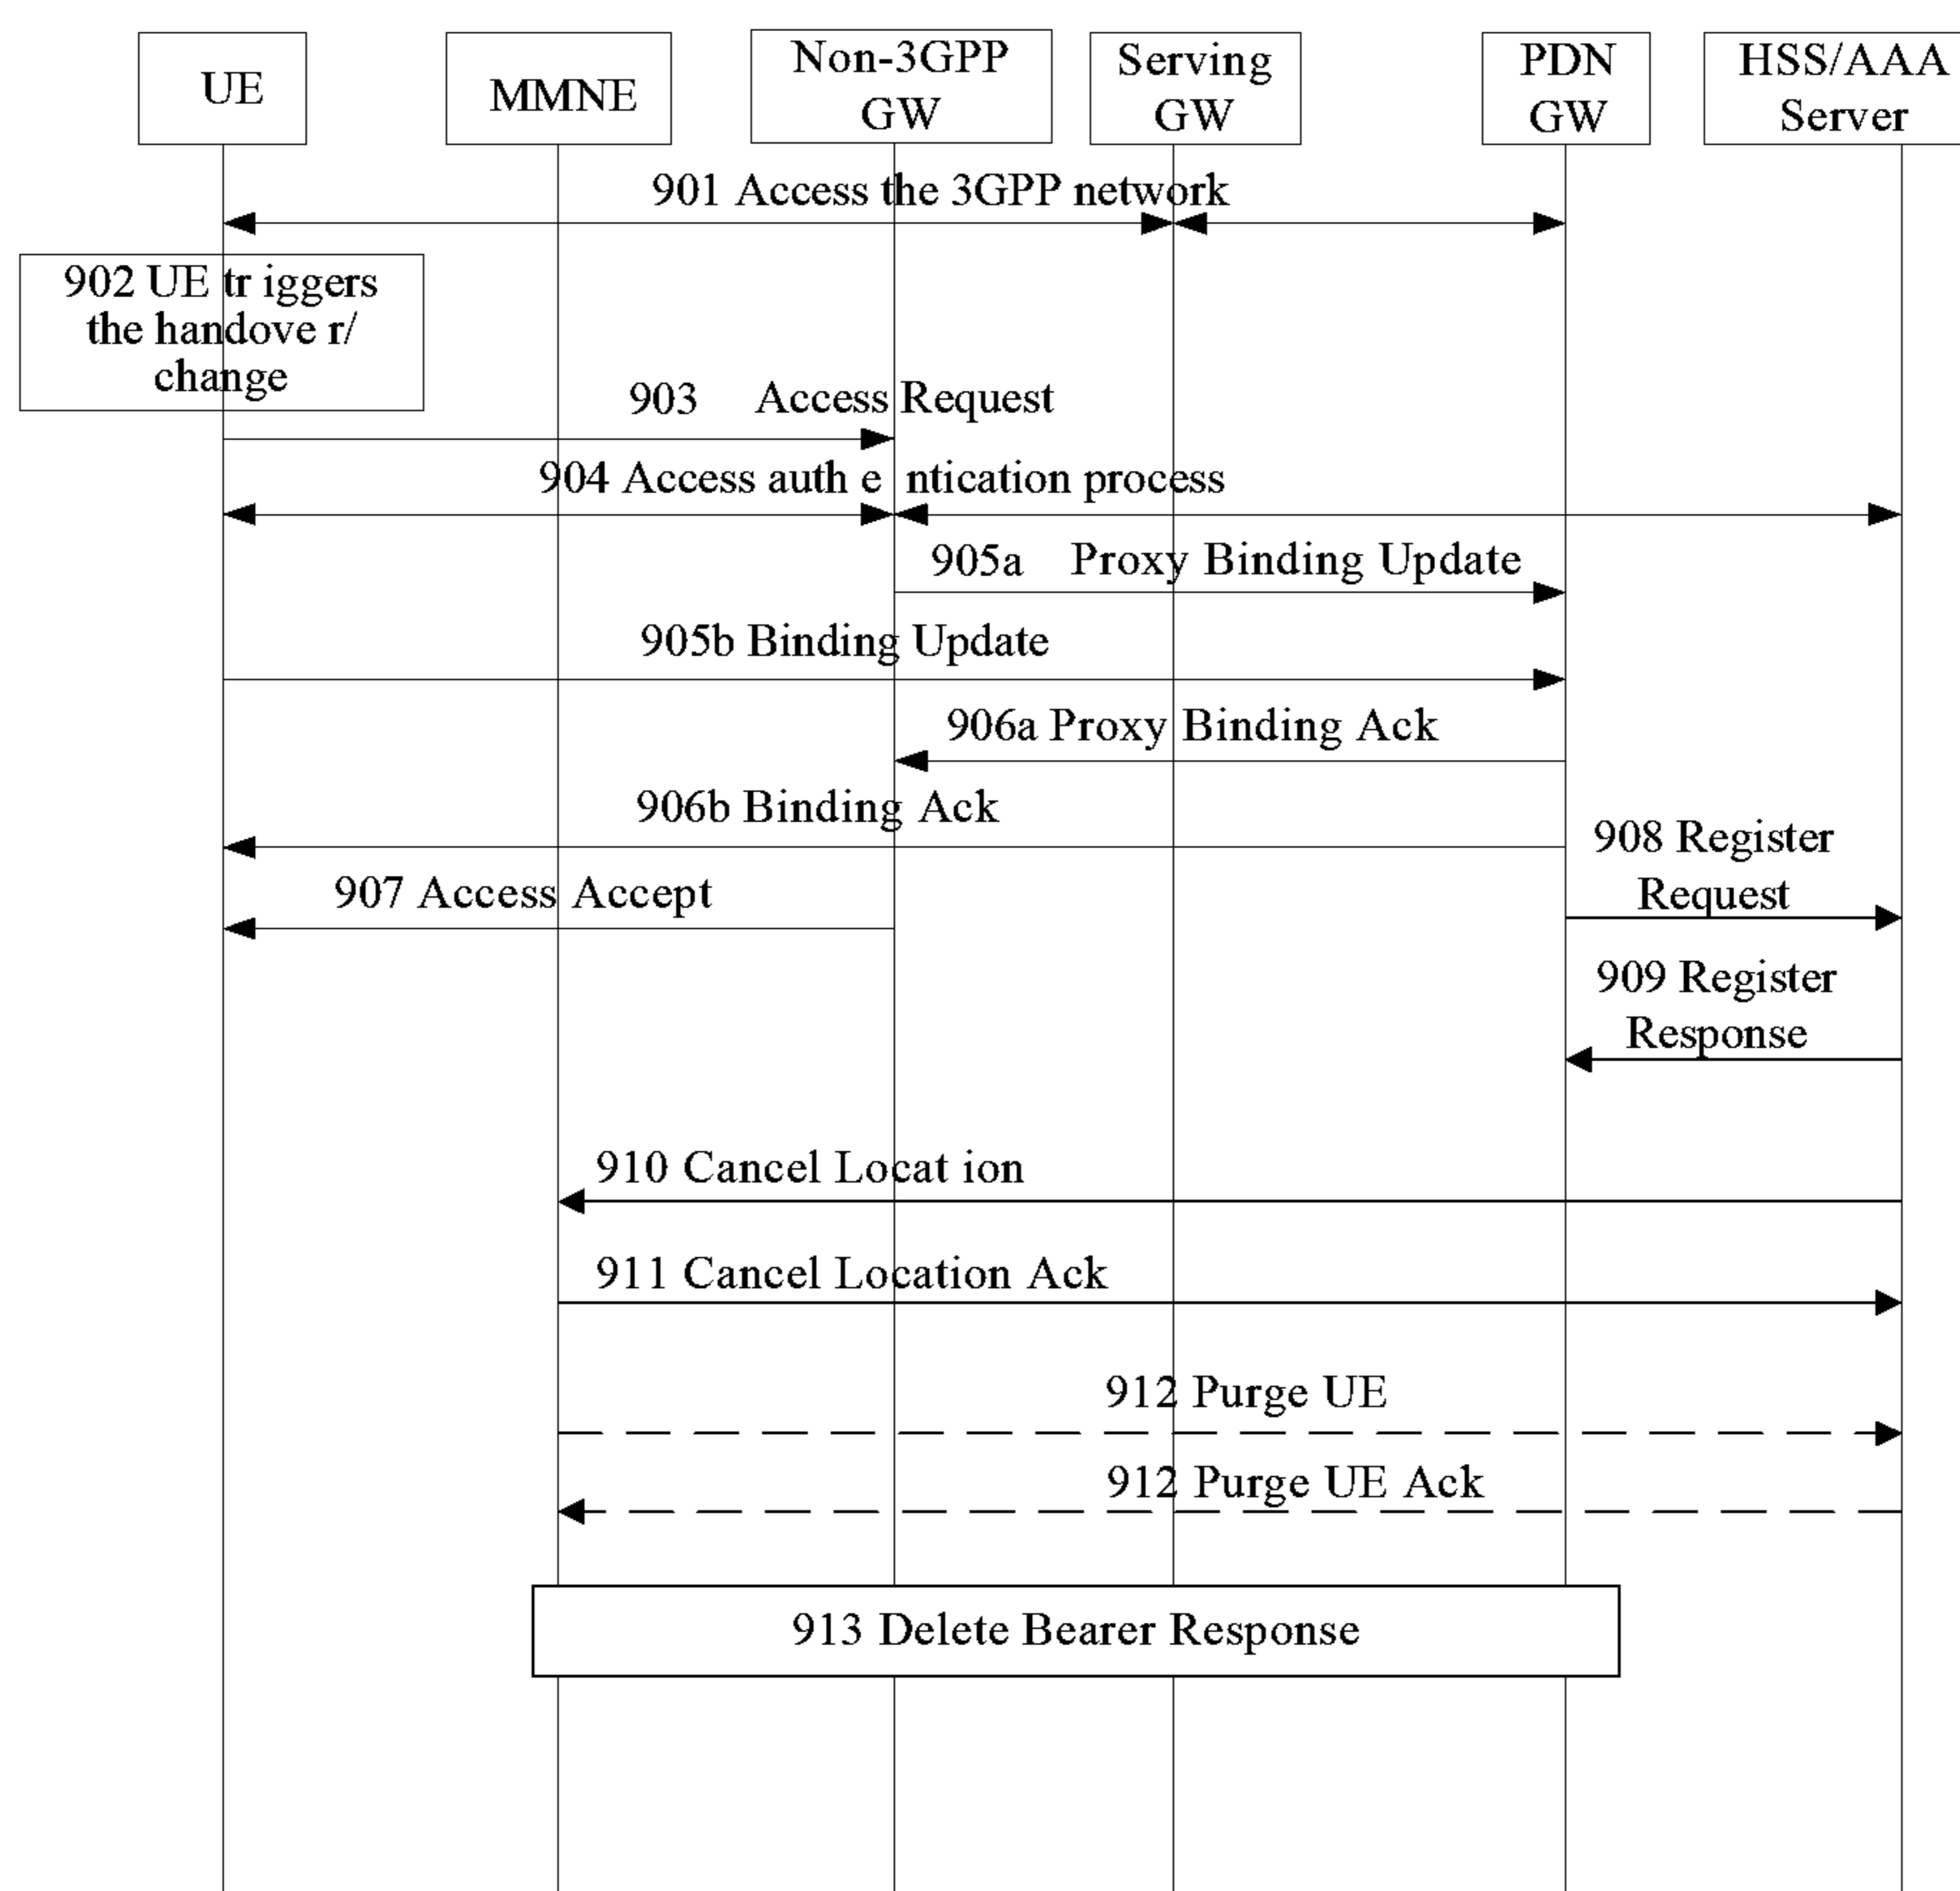 UE
MMNE
Non-3GPP
GW
Serving
GW
PDN
GW
HSS/AAA
Server
901 Access the 3GPP network
902 UE tr iggers
the handove r/
change
903 Access Request
904 Access auth e ntication process
905a Proxy Binding Update
905b Binding Update
906a Proxy Binding Ack
906b Binding Ack
908 Register
Request
907 Access Accept
909 Register
Response
910 Cancel Locat ion
911 Cancel Location Ack
912 Purge UE
912 Purge UE Ack
913 Delete Bearer Response